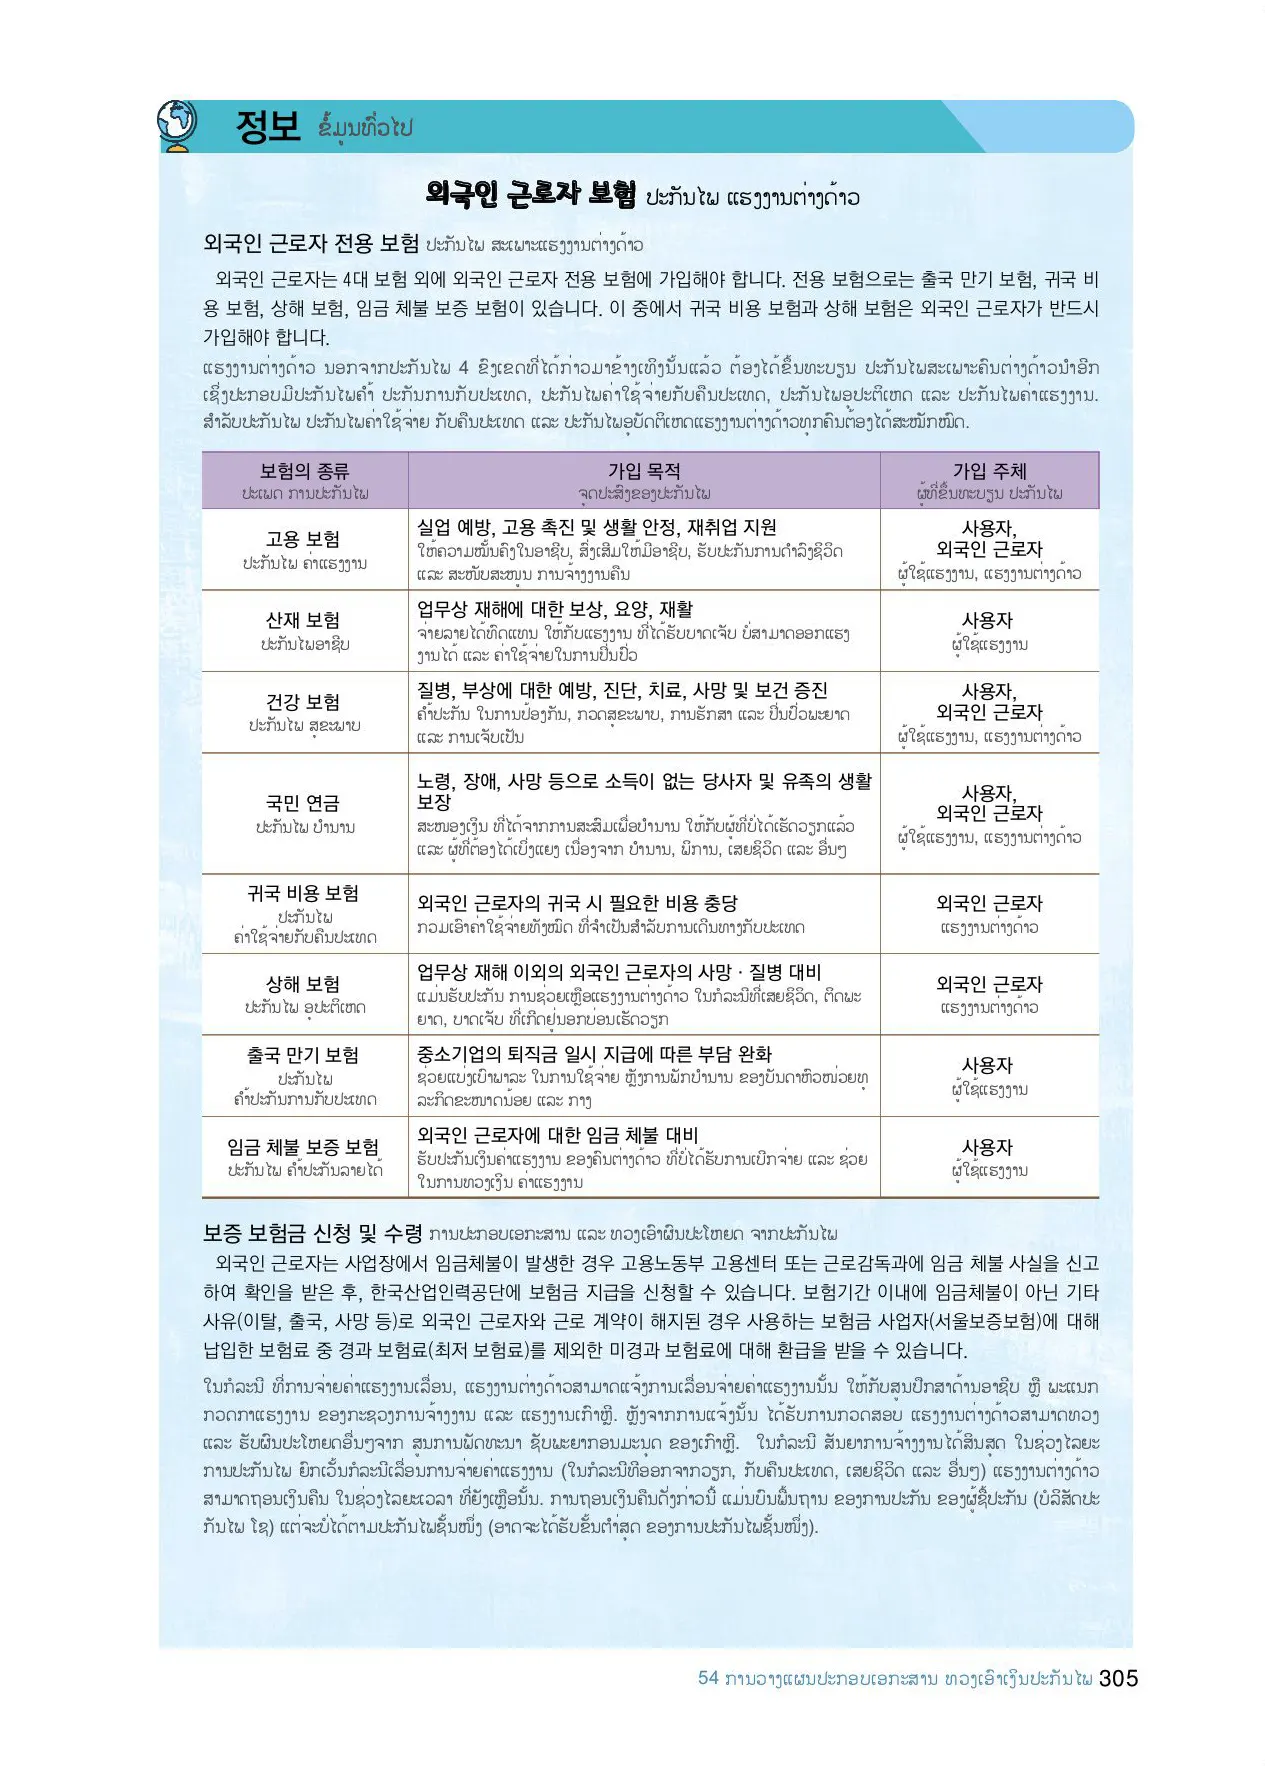 정보 ຂໍ້ມູນທົ່ວໄປ
외국인 근로자 보험 ປະກັນໄພ ແຮງງານຕ່າງດ້າວ
외국인 근로자 전용 보험 ປະກັນໄພ ສະເພາະແຮງງານຕ່າງດ້າວ
외국인 근로자는 4대 보험 외에 외국인 근로자 전용 보험에 가입해야 합니다. 전용 보험으로는 출국 만기 보험, 귀국 비
용 보험, 상해 보험, 임금 체불 보증 보험이 있습니다. 이 중에서 귀국 비용 보험과 상해 보험은 외국인 근로자가 반드시
가입해야 합니다.
ແຮງງານຕ່າງດ້າວ ນອກຈາກປະກັນໄພ 4 ຂົງເຂດທີ່ໄດ້ກ່າວມາຂ້າງເທິງນັ້ນແລ້ວ ຕ້ອງໄດ້ຂຶ້ນທະບຽນ ປະກັນໄພສະເພາະຄົນຕ່າງດ້າວນຳອີກ
ເຊິ່ງປະກອບມີປະກັນໄພຄ້ຳ ປະກັນການກັບປະເທດ, ປະກັນໄພຄ່າໃຊ້ຈ່າຍກັບຄືນປະເທດ, ປະກັນໄພອຸປະຕິເຫດ ແລະ ປະກັນໄພຄ່າແຮງງານ.
ສຳລັບປະກັນໄພ ປະກັນໄພຄ່າໃຊ້ຈ່າຍ ກັບຄືນປະເທດ ແລະ ປະກັນໄພອຸບັດຕິເຫດແຮງງານຕ່າງດ້າວທຸກຄົນຕ້ອງໄດ້ສະໝັກໝົດ.
보험의 종류
ປະເພດ ການປະກັນໄພ
가입 목적
ຈຸດປະສົງຂອງປະກັນໄພ
가입 주체
ຜູ້ທີ່ຂຶ້ນທະບຽນ ປະກັນໄພ
고용 보험
ປະກັນໄພ ຄ່າແຮງງານ
실업 예방, 고용 촉진 및 생활 안정, 재취업 지원
ໃຫ້ຄວາມໝັ້ນຄົງໃນອາຊີບ, ສົ່ງເສີມໃຫ້ມີອາຊີບ, ຮັບປະກັນການດຳລົງຊີວິດ
ແລະ ສະໜັບສະໜູນ ການຈ້າງງານຄືນ
사용자,
외국인 근로자
ຜູ້ໃຊ້ແຮງງານ, ແຮງງານຕ່າງດ້າວ
산재 보험
ປະກັນໄພອາຊີບ
업무상 재해에 대한 보상, 요양, 재활
ຈ່າຍລາຍໄດ້ທົດແທນ ໃຫ້ກັບແຮງງານ ທີ່ໄດ້ຮັບບາດເຈັບ ບໍ່ສາມາດອອກແຮງ
ງານໄດ້ ແລະ ຄ່າໃຊ້ຈ່າຍໃນການປິ່ນປົວ
사용자
ຜູ້ໃຊ້ແຮງງານ
건강 보험
ປະກັນໄພ ສຸຂະພາບ
질병, 부상에 대한 예방, 진단, 치료, 사망 및 보건 증진
ຄ້ຳປະກັນ ໃນການປ້ອງກັນ, ກວດສຸຂະພາບ, ການຮັກສາ ແລະ ປິ່ນປົວພະຍາດ
ແລະ ການເຈັບເປັນ
사용자,
외국인 근로자
ຜູ້ໃຊ້ແຮງງານ, ແຮງງານຕ່າງດ້າວ
국민 연금
ປະກັນໄພ ບຳນານ
노령, 장애, 사망 등으로 소득이 없는 당사자 및 유족의 생활
보장
ສະໜອງເງິນ ທີ່ໄດ້ຈາກການສະສົມເພື່ອບຳນານ ໃຫ້ກັບຜູ້ທີ່ບໍ່ໄດ້ເຮັດວຽກແລ້ວ
ແລະ ຜູ້ທີ່ຕ້ອງໄດ້ເບິ່ງແຍງ ເນື່ອງຈາກ ບຳນານ, ພິການ, ເສຍຊີວິດ ແລະ ອື່ນໆ
사용자,
외국인 근로자
ຜູ້ໃຊ້ແຮງງານ, ແຮງງານຕ່າງດ້າວ
귀국 비용 보험
ປະກັນໄພ
ຄ່າໃຊ້ຈ່າຍກັບຄືນປະເທດ
외국인 근로자의 귀국 시 필요한 비용 충당
ກວມເອົາຄ່າໃຊ້ຈ່າຍທັງໝົດ ທີ່ຈຳເປັນສຳລັບການເດີນທາງກັບປະເທດ
외국인 근로자
ແຮງງານຕ່າງດ້າວ
상해 보험
ປະກັນໄພ ອຸປະຕິເຫດ
업무상 재해 이외의 외국인 근로자의 사망 · 질병 대비
ແມ່ນຮັບປະກັນ ການຊ່ວຍເຫຼືອແຮງງານຕ່າງດ້າວ ໃນກໍລະນີທີ່ເສຍຊິວິດ, ຕິດພະ
ຍາດ, ບາດເຈັບ ທີ່ເກີດຢູ່ນອກບ່ອນເຮັດວຽກ
외국인 근로자
ແຮງງານຕ່າງດ້າວ
출국 만기 보험
ປະກັນໄພ
ຄ້ຳປະກັນການກັບປະເທດ
중소기업의 퇴직금 일시 지급에 따른 부담 완화
ຊ່ວຍແບ່ງເບົາພາລະ ໃນການໃຊ້ຈ່າຍ ຫຼັງການພັກບຳນານ ຂອງບັນດາຫົວໜ່ວຍທຸ
ລະກິດຂະໜາດນ້ອຍ ແລະ ກາງ
사용자
ຜູ້ໃຊ້ແຮງງານ
임금 체불 보증 보험
ປະກັນໄພ ຄ້ຳປະກັນລາຍໄດ້
외국인 근로자에 대한 임금 체불 대비
ຮັບປະກັນເງິນຄ່າແຮງງານ ຂອງຄົນຕ່າງດ້າວ ທີ່ບໍ່ໄດ້ຮັບການເບີກຈ່າຍ ແລະ ຊ່ວຍ
ໃນການທວງເງິນ ຄ່າແຮງງານ
사용자
ຜູ້ໃຊ້ແຮງງານ
보증 보험금 신청 및 수령 ການປະກອບເອກະສານ ແລະ ທວງເອົາຜົນປະໂຫຍດ ຈາກປະກັນໄພ
외국인 근로자는 사업장에서 임금체불이 발생한 경우 고용노동부 고용센터 또는 근로감독과에 임금 체불 사실을 신고
하여 확인을 받은 후, 한국산업인력공단에 보험금 지급을 신청할 수 있습니다. 보험기간 이내에 임금체불이 아닌 기타
사유(이탈, 출국, 사망 등)로 외국인 근로자와 근로 계약이 해지된 경우 사용하는 보험금 사업자(서울보증보험)에 대해
납입한 보험료 중 경과 보험료(최저 보험료)를 제외한 미경과 보험료에 대해 환급을 받을 수 있습니다.
ໃນກໍລະນີ ທີ່ການຈ່າຍຄ່າແຮງງານເລື່ອນ, ແຮງງານຕ່າງດ້າວສາມາດແຈ້ງການເລື່ອນຈ່າຍຄ່າແຮງງານນັ້ນ ໃຫ້ກັບສູນປຶກສາດ້ານອາຊີບ ຫຼື ພະແນກ
ກວດກາແຮງງານ ຂອງກະຊວງການຈ້າງງານ ແລະ ແຮງງານເກົາຫຼີ. ຫຼັງຈາກການແຈ້ງນັ້ນ ໄດ້ຮັບການກວດສອບ ແຮງງານຕ່າງດ້າວສາມາດທວງ
ແລະ ຮັບຜົນປະໂຫຍດອື່ນໆຈາກ ສູນການພັດທະນາ ຊັບພະຍາກອນມະນຸດ ຂອງເກົາຫຼີ. ໃນກໍລະນີ ສັນຍາການຈ້າງງານໄດ້ສິ້ນສຸດ ໃນຊ່ວງໄລຍະ
ການປະກັນໄພ ຍົກເວັ້ນກໍລະນີເລື່ອນການຈ່າຍຄ່າແຮງງານ (ໃນກໍລະນີທີ່ອອກຈາກວຽກ, ກັບຄືນປະເທດ, ເສຍຊີວິດ ແລະ ອື່ນໆ) ແຮງງານຕ່າງດ້າວ
ສາມາດຖອນເງິນຄືນ ໃນຊ່ວງໄລຍະເວລາ ທີ່ຍັງເຫຼືອນັ້ນ. ການຖອນເງິນຄືນດັ່ງກ່າວນີ້ ແມ່ນບົນພື້ນຖານ ຂອງການປະກັນ ຂອງຜູ້ຊື້ປະກັນ (ບໍລິສັດປະ
ກັນໄພ ໂຊ) ແຕ່ຈະບໍ່ໄດ້ຕາມປະກັນໄພຊັ້ນໜຶ່ງ (ອາດຈະໄດ້ຮັບຂັ້ນຕ່ຳສຸດ ຂອງການປະກັນໄພຊັ້ນໜຶ່ງ).
54 ການວາງແຜນປະກອບເອກະສານ ທວງເອົາເງິນປະກັນໄພ 305